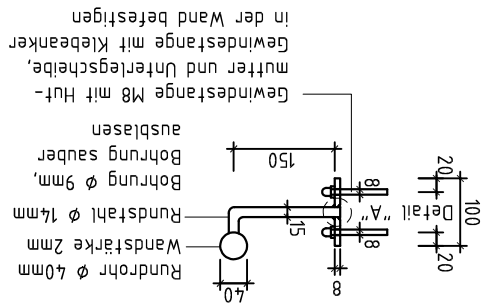 Rundrohr Ø 40mm
Wandstärke 2mm
Rundstahl Ø 14mm
Bohrung Ø 9mm,
Bohrung sauber
ausblasen
Gewindestange M8 mit Hut-
mutter und Unterlegscheibe,
Gewindestange mit Klebeanker
in der Wand befestigen
40
8
15
150
8
8
Detail "A"
20
100
20